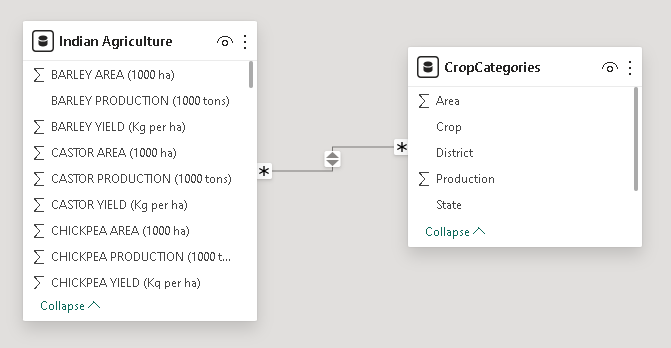 Indian Agriculture
BARLEY AREA (1000 ha)
BARLEY PRODUCTION (1000 tons)
BARLEY YIELD (Kg per ha)
CASTOR AREA (1000 ha)
CASTOR PRODUCTION (1000 tons)
CASTOR YIELD (Kg per ha)
CHICKPEA AREA (1000 ha)
CHICKPEA PRODUCTION (1000 t...
CHICKPEA YIELD (Kg per ha)
Collapse
CropCategories
Area
Crop
District
Production
State
Collapse